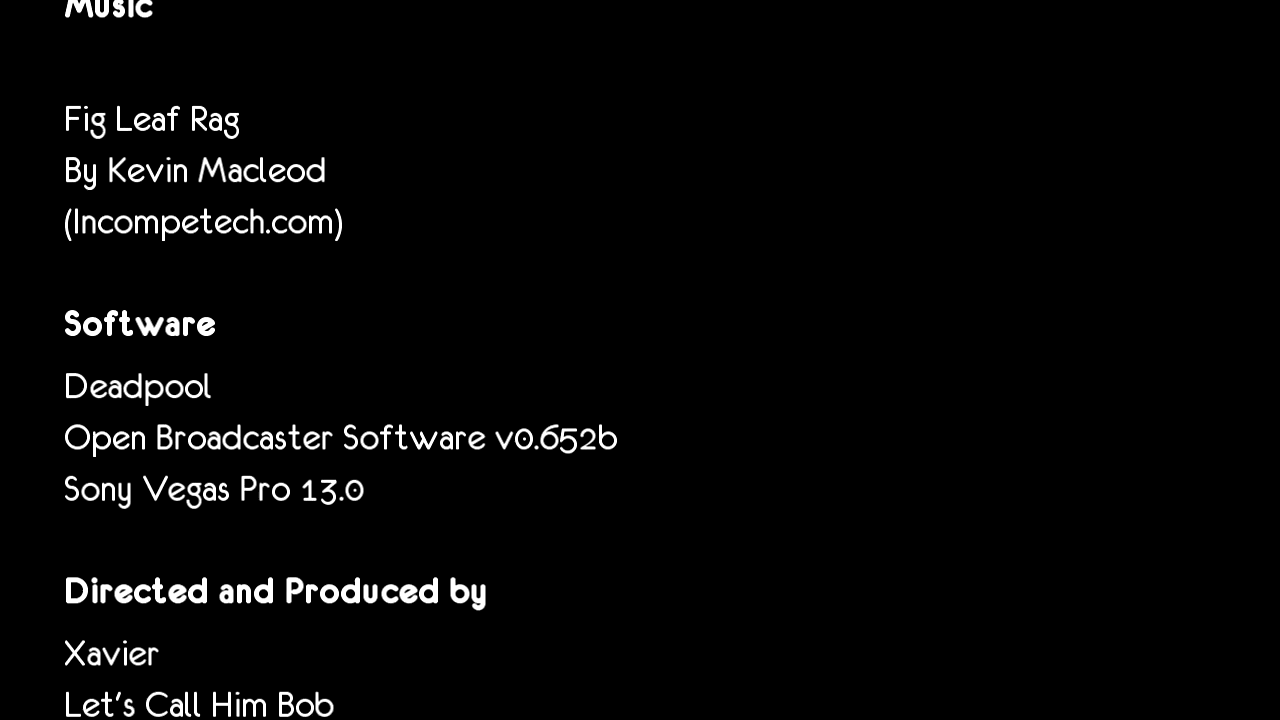 Music
Fig Leaf Rag
By Kevin Macleod
(Incompetech.com)
Software
Deadpool
Open Broadcaster Software v0.652b
Sony Vegas Pro 13.0
Directed and Produced by
Xavier
Let's Call Him Bob